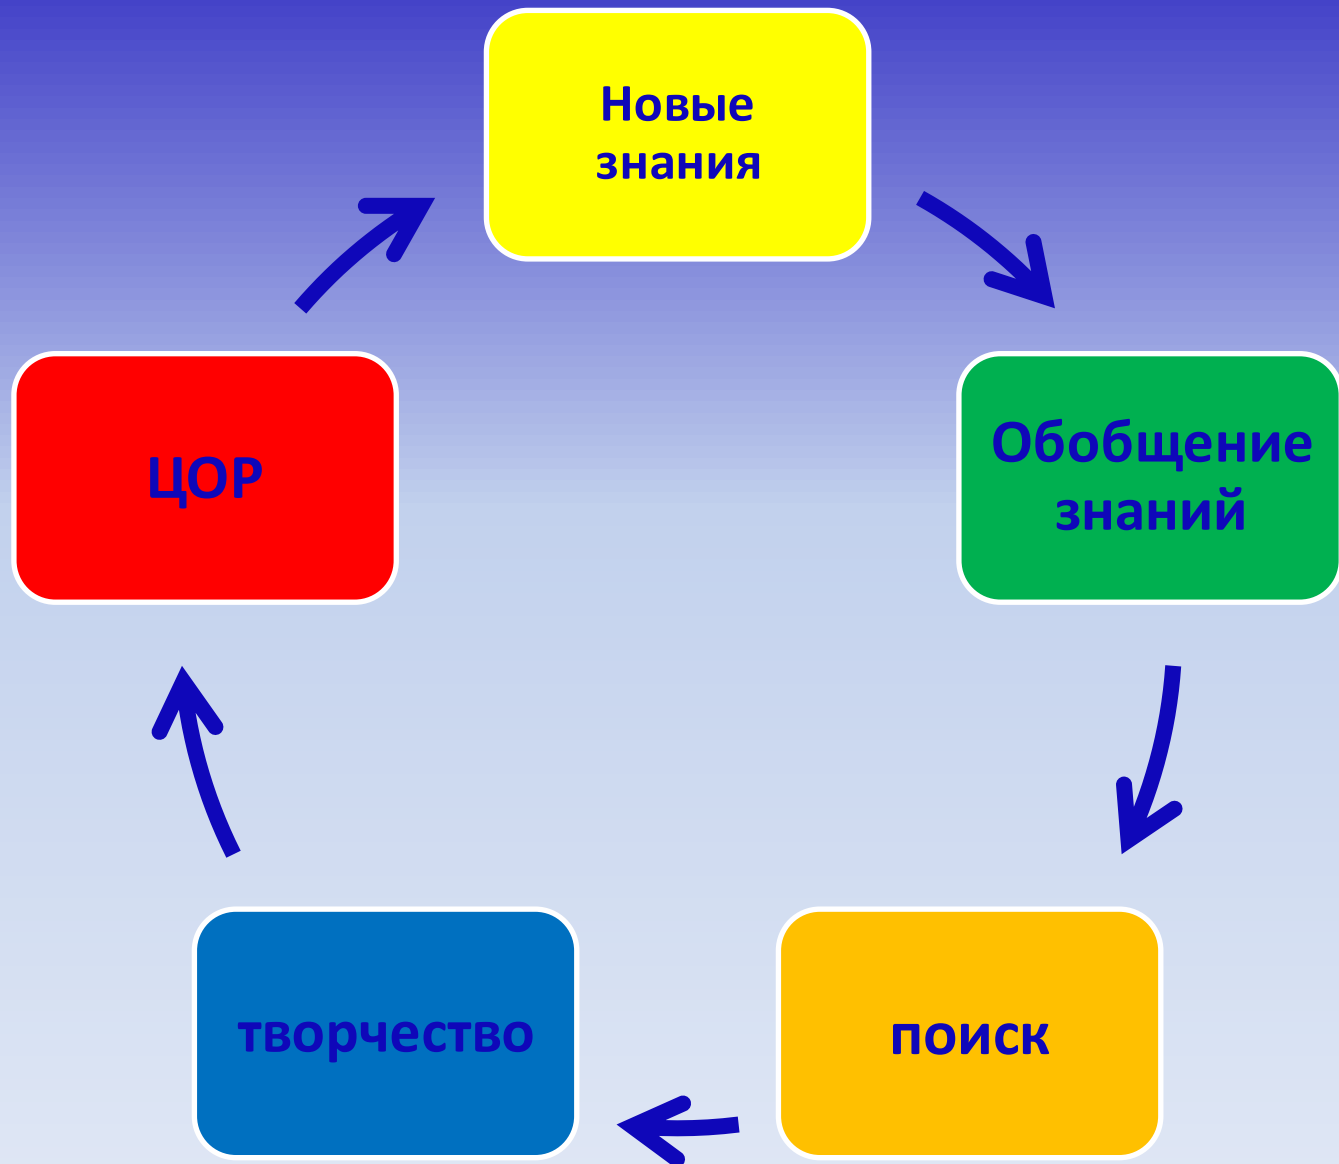 Новые
знания
Обобщение
знаний
поиск
творчество
ЦОР